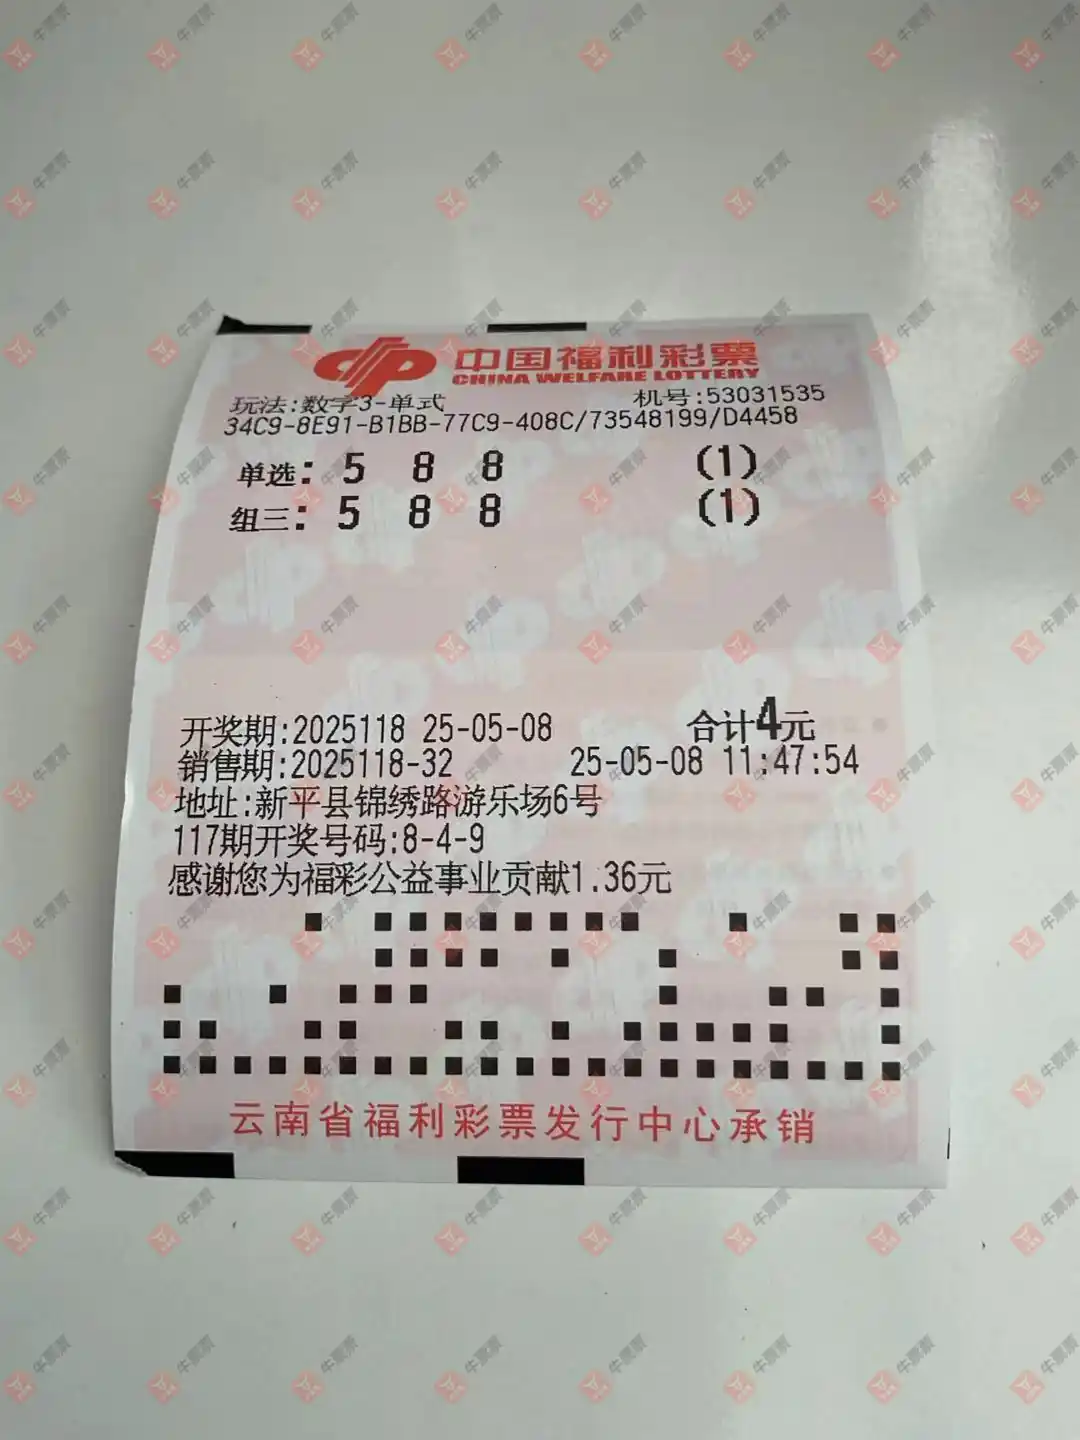 中国福利彩票
CHINA WELFARE LOTTERY
玩法:数字3-单式 机号:53031535
34C9-8E91-B1BB-77C9-408C/73548199/D4458
单选: 5 8 8 (1)
组三: 5 8 8 (1)
开奖期:2025118 25-05-08 合计4元
销售期:2025118-32 25-05-08 11:47:54
地址:新平县锦绣路游乐场6号
117期开奖号码:8-4-9
感谢您为福彩公益事业贡献1.36元
云南省福利彩票发行中心承销
牛票票